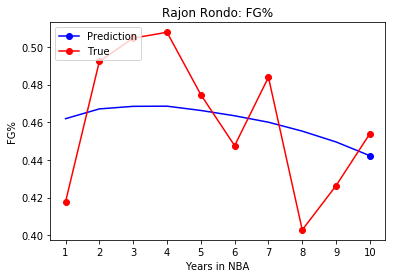 Rajon Rondo: FG%
Prediction
True
0.50
0.48
0.46
0.44
0.42
0.40
FG%
1 2 3 4 5 6 7 8 9 10
Years in NBA